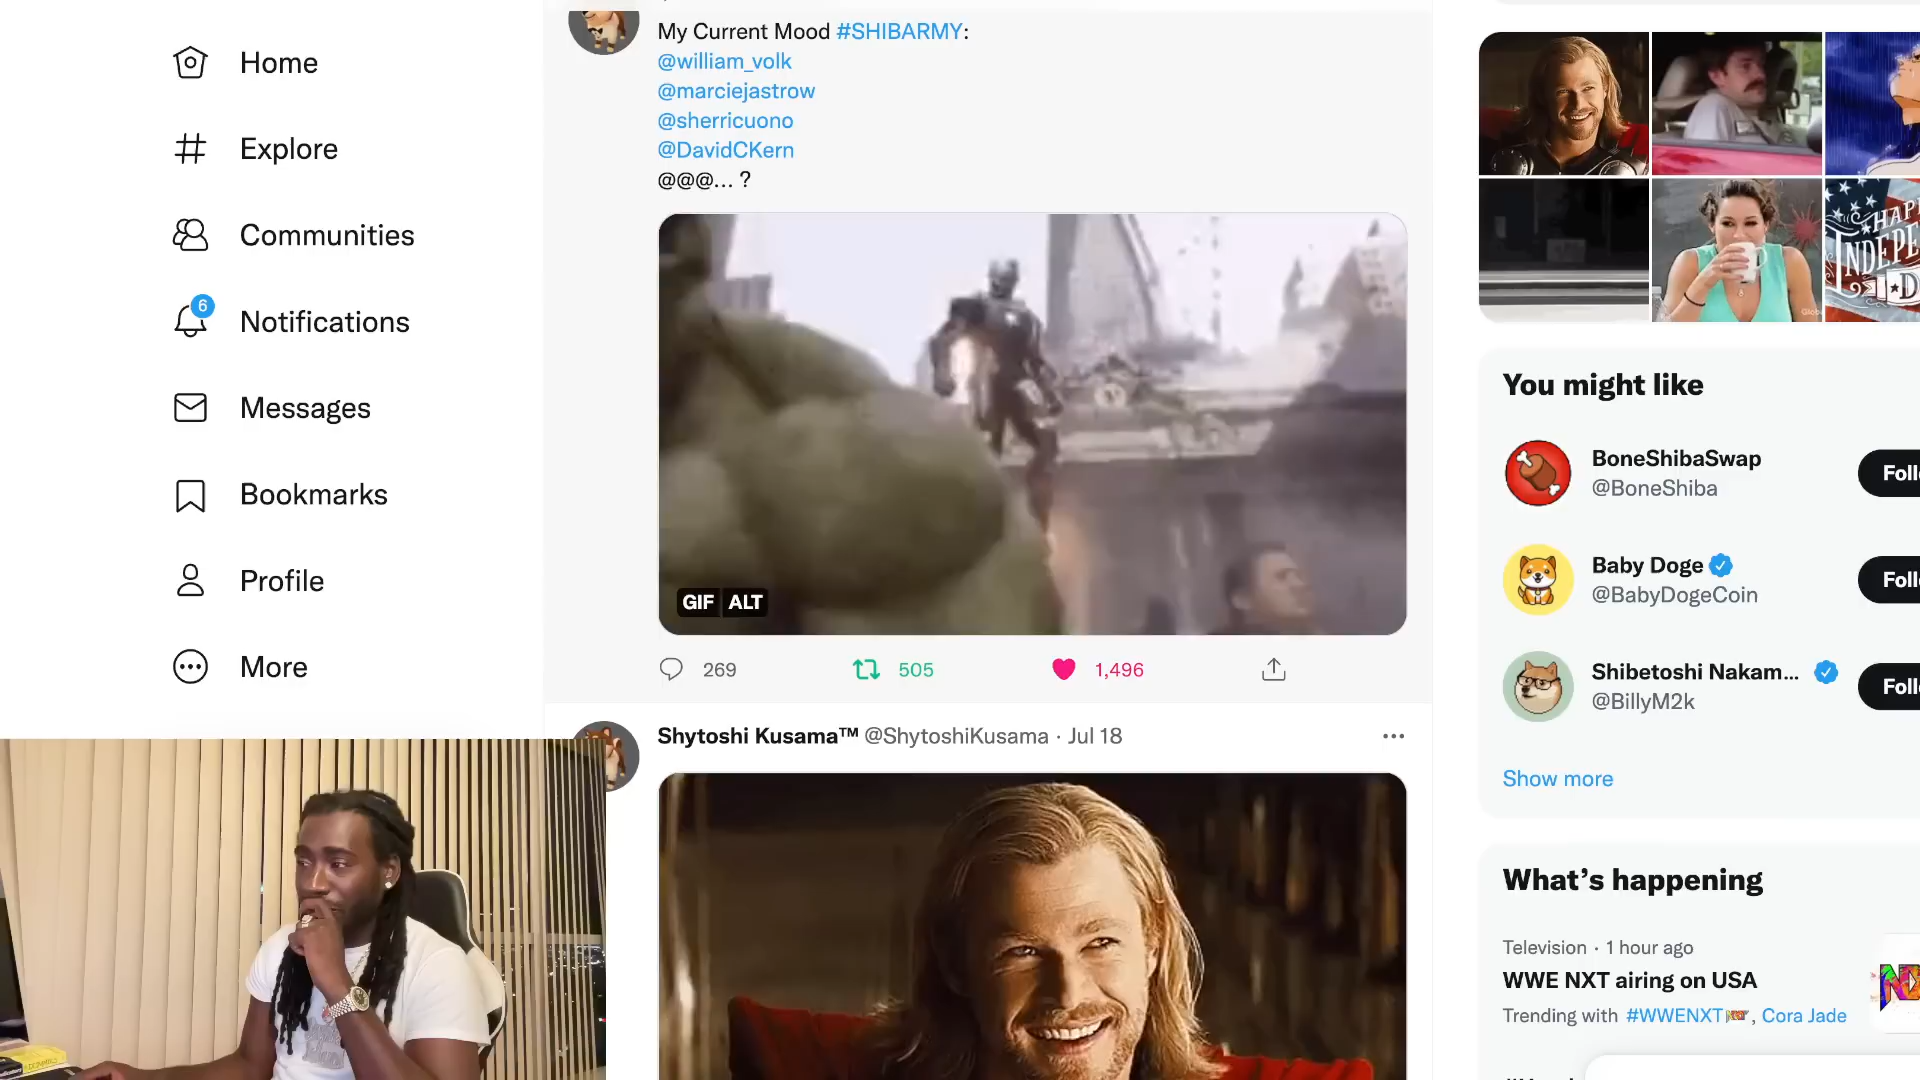 Home
Explore
Communities
6
Notifications
Messages
Bookmarks
Profile
More
My Current Mood #SHIBARMY:
@william_volk
@marciejastrow
@sherricuono
@DavidCKern
@@@... ?
GIF ALT
269
505
1,496
Shytoshi Kusama™ @ShytoshiKusama · Jul 18
You might like
BoneShibaSwap
@BoneShiba
Baby Doge
@BabyDogeCoin
Shibetoshi Nakam...
@BillyM2k
Show more
What's happening
Television · 1 hour ago
WWE NXT airing on USA
Trending with #WWENXT, Cora Jade